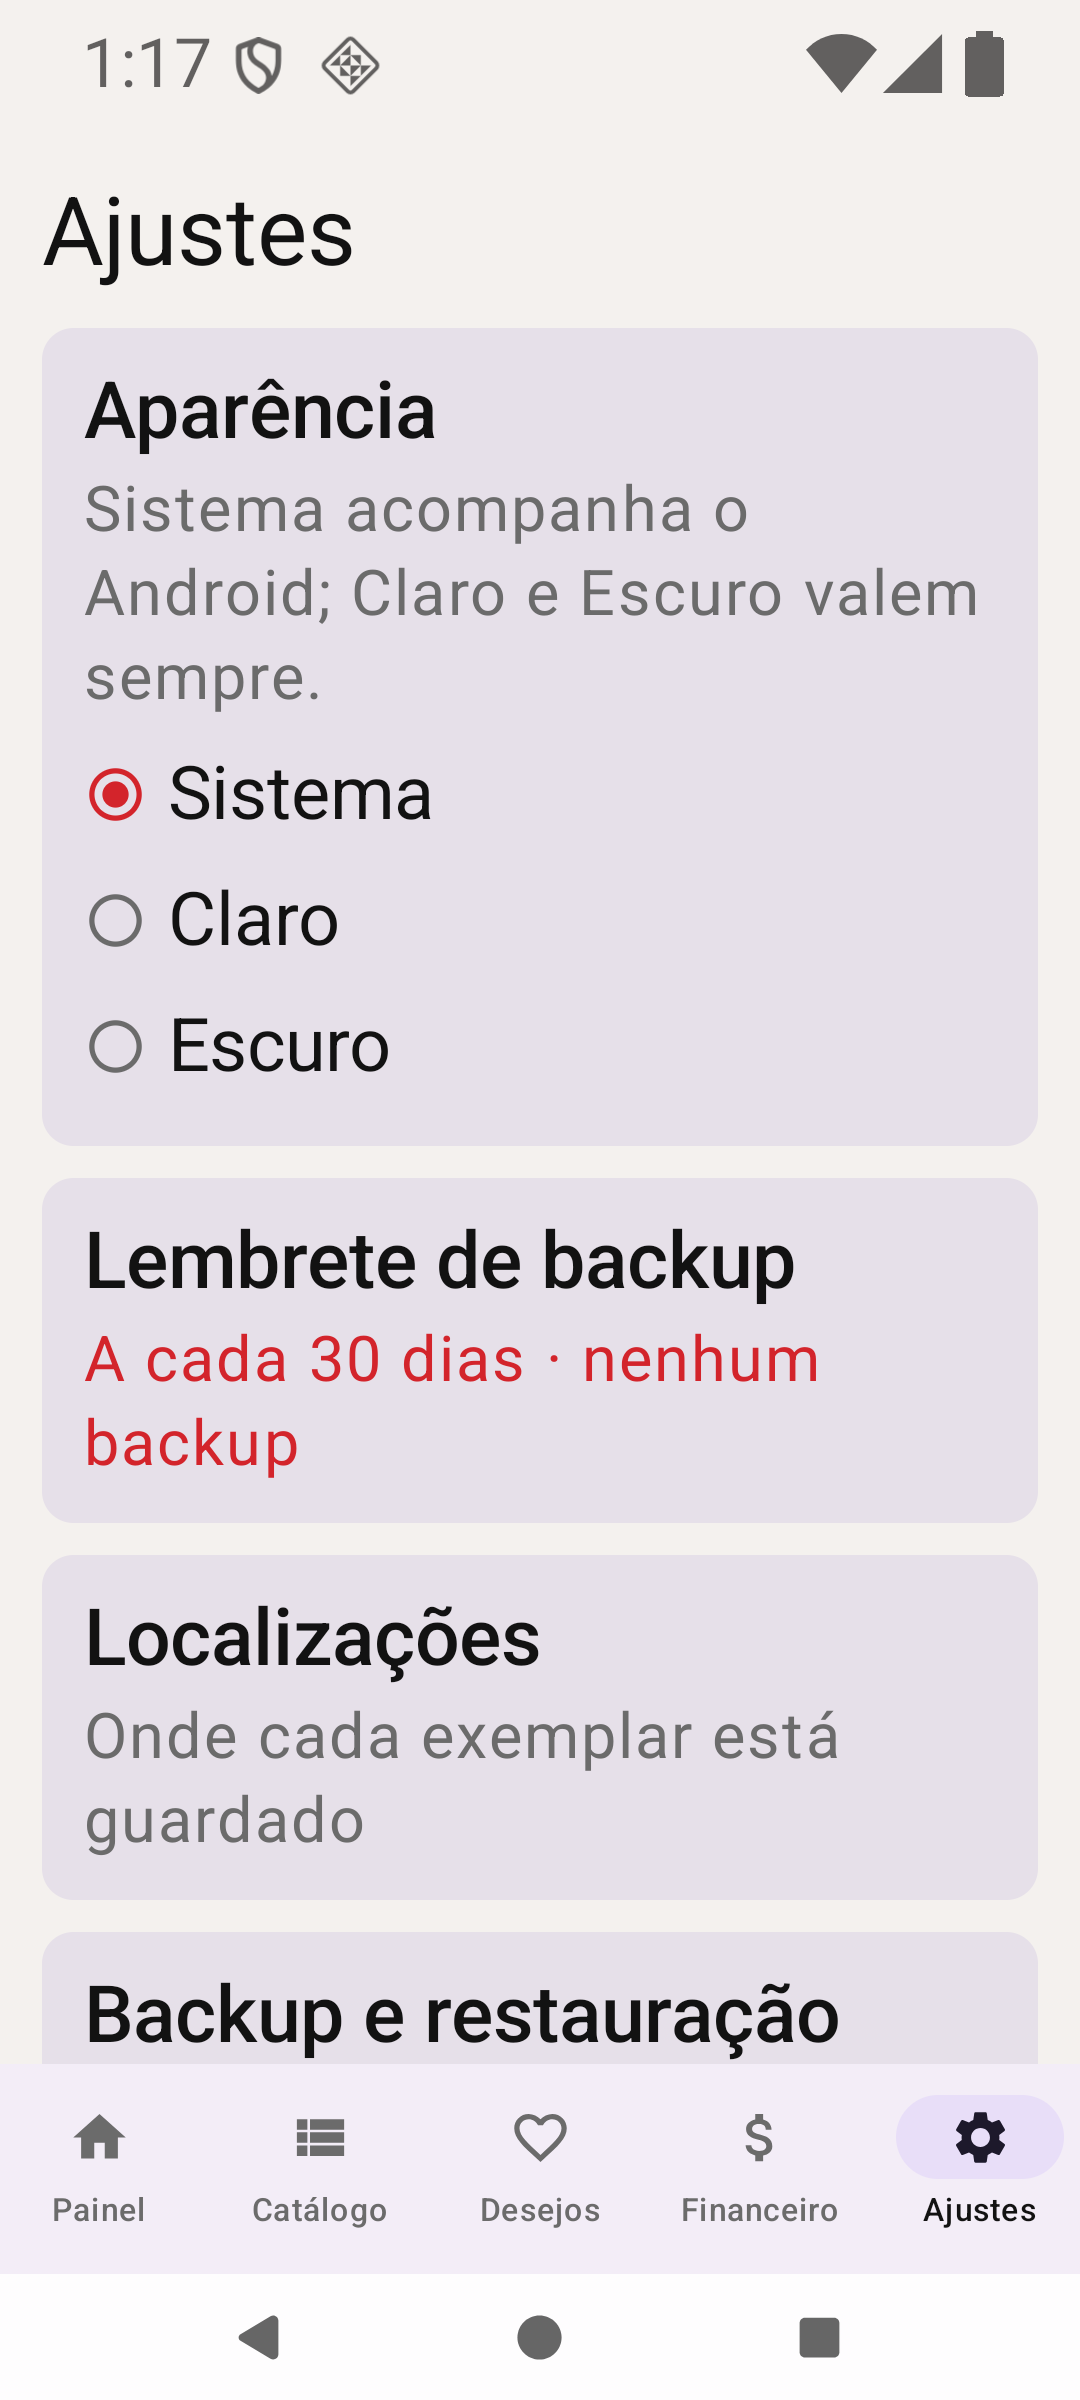 1:17
Ajustes
Aparência
Sistema acompanha o
Android; Claro e Escuro valem
sempre.
Sistema
Claro
Escuro
Lembrete de backup
A cada 30 dias · nenhum
backup
Localizações
Onde cada exemplar está
guardado
Backup e restauração
Painel
Catálogo
Desejos
Financeiro
Ajustes